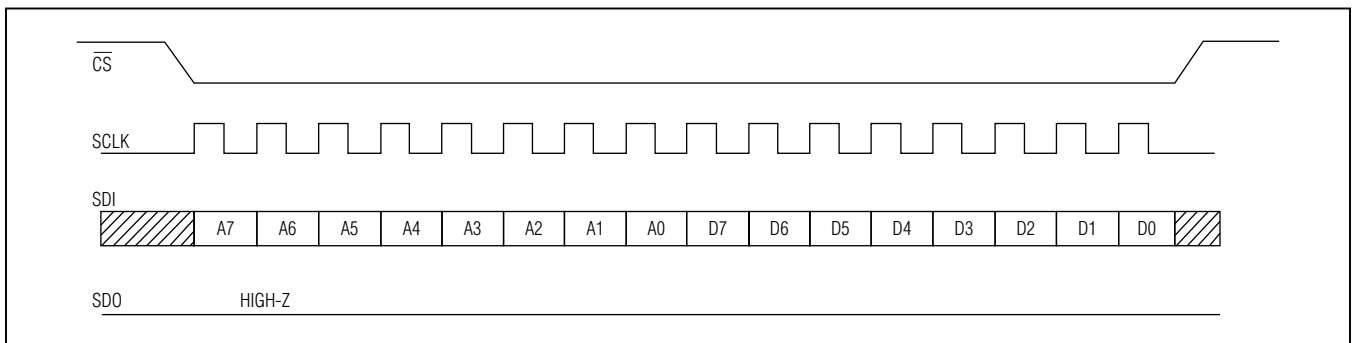 C̅S̅
SCLK
SDI
A7 A6 A5 A4 A3 A2 A1 A0 D7 D6 D5 D4 D3 D2 D1 D0
SDO HIGH-Z